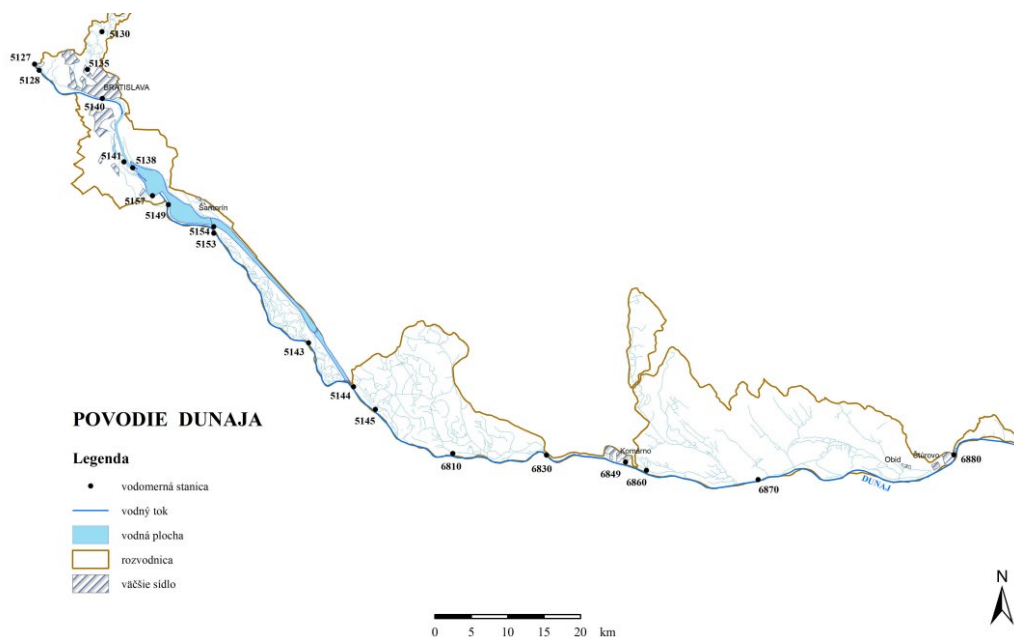 5130
5127
5135
5128
BRATISLAVA
5140
5141
5138
5157
5149
Šamorín
5154
5153
5143
5144
5145
POVODIE DUNAJA
Legenda
vodomerná stanica
vodný tok
vodná plocha
rozvodnica
väčšie sídlo
6810
6830
Komárno
6849
6860
6870
Obid
Štúrovo
6880
DUNAJ
N
0 5 10 15 20 km